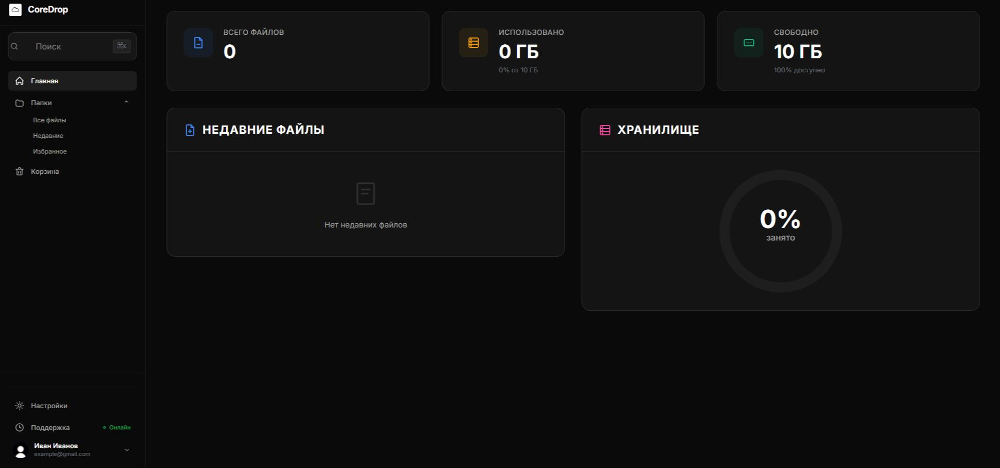 CoreDrop
Поиск
⌘K
Главная
Папки
Все файлы
Недавние
Избранное
Корзина
Настройки
Поддержка
Онлайн
Иван Иванов
example@gmail.com
ВСЕГО ФАЙЛОВ
0
ИСПОЛЬЗОВАНО
0 ГБ
0% от 10 ГБ
СВОБОДНО
10 ГБ
100% доступно
НЕДАВНИЕ ФАЙЛЫ
Нет недавних файлов
ХРАНИЛИЩЕ
0%
занято